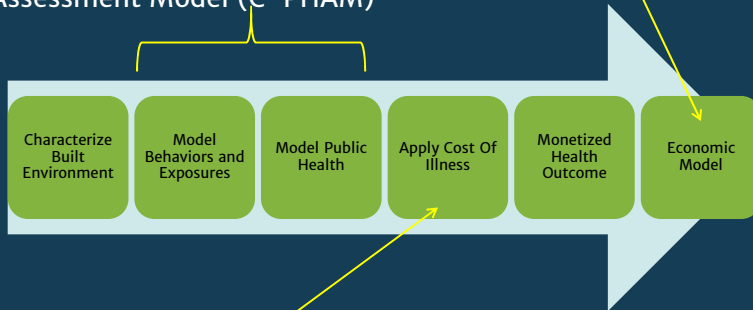 Assessment Model (C-PHAM)
Characterize
Built
Environment
Model
Behaviors and
Exposures
Model Public
Health
Apply Cost Of
Illness
Monetized
Health
Outcome
Economic
Model